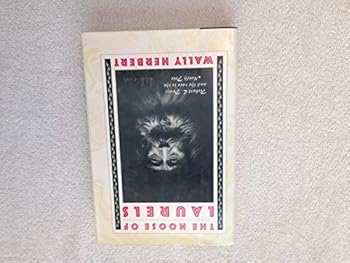 THE NOOSE OF
LAURELS
Robert E. Peary
and the race to the
North Pole
WALLY HERBERT